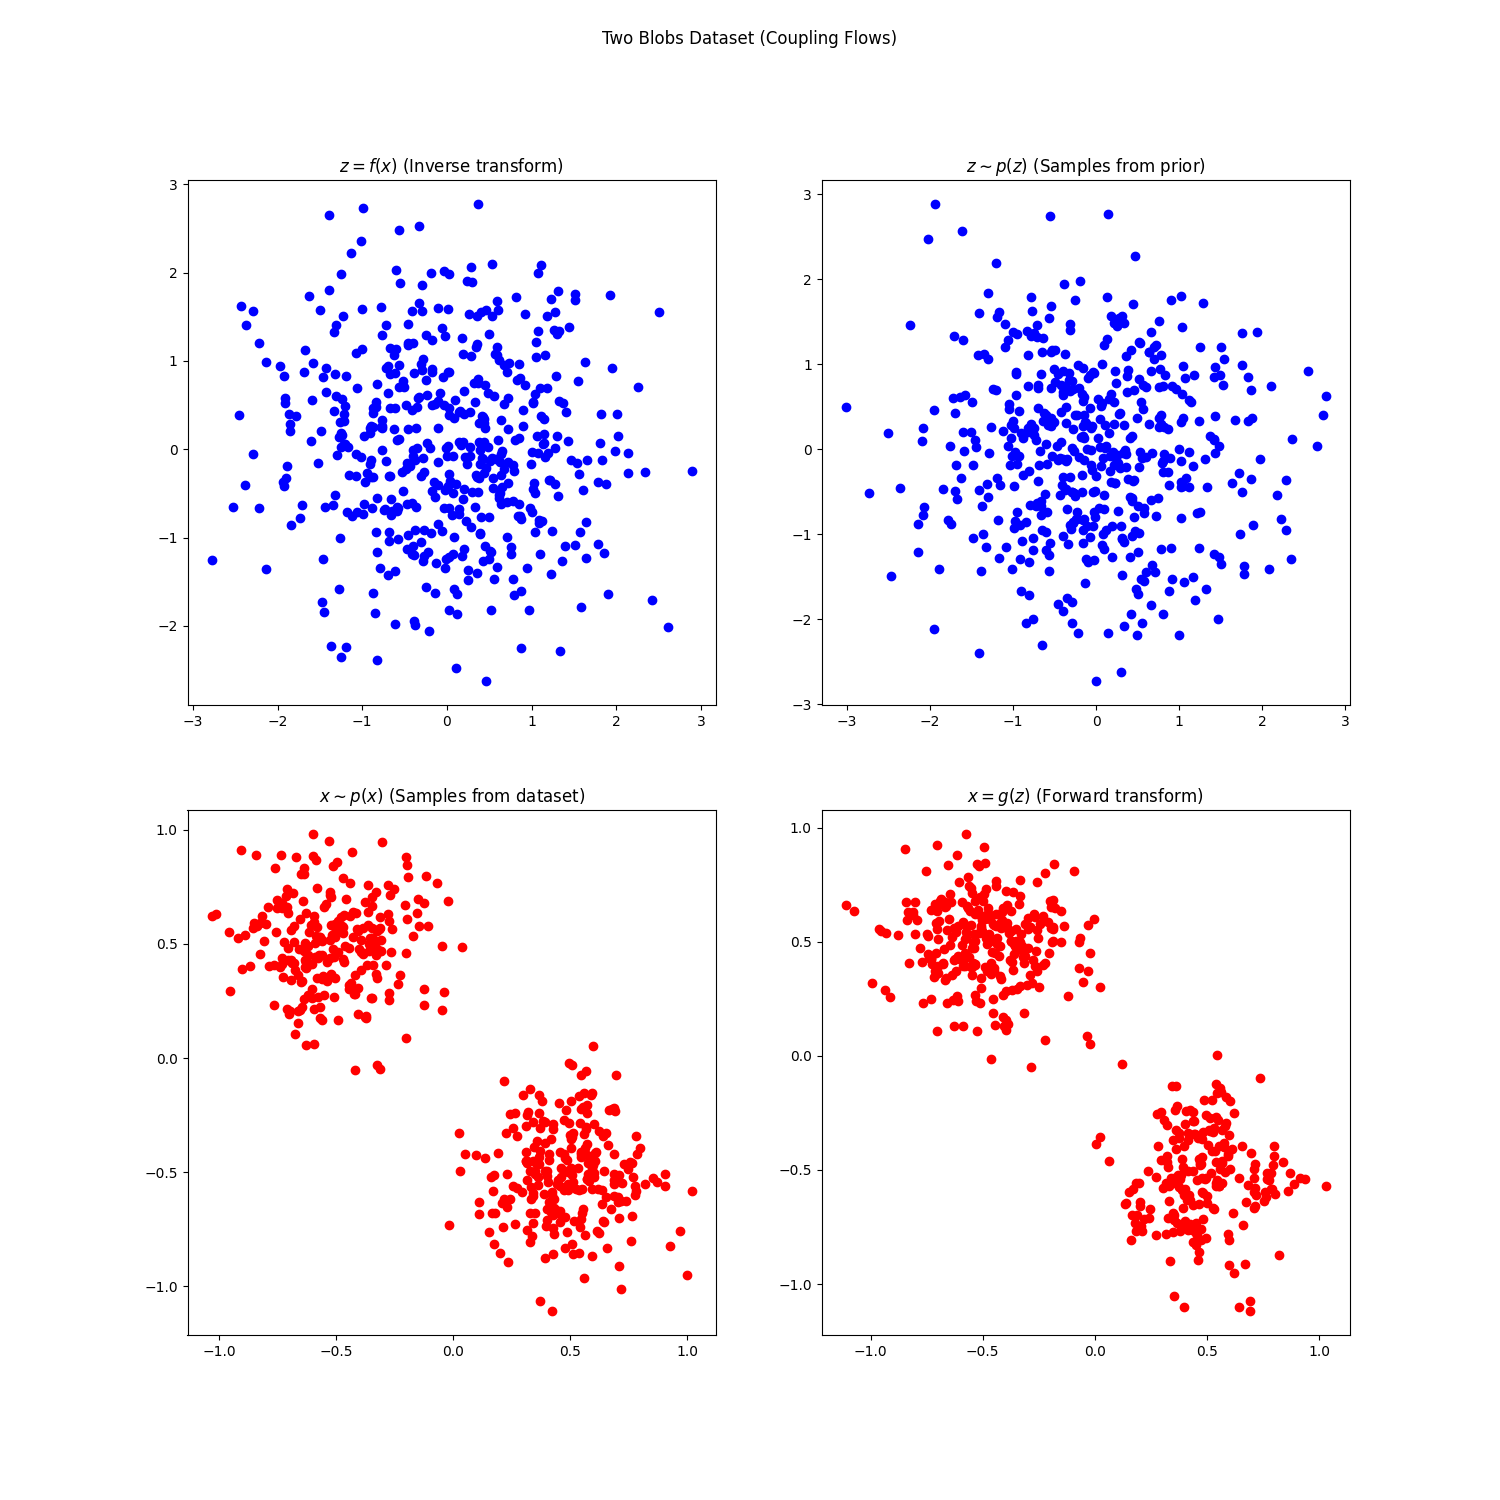 Two Blobs Dataset (Coupling Flows)
z = f(x) (Inverse transform)
3
2
1
0
−1
−2
−3 −2 −1 0 1 2 3
z ~ p(z) (Samples from prior)
3
2
1
0
−1
−2
−3
−3 −2 −1 0 1 2 3
x ~ p(x) (Samples from dataset)
1.0
0.5
0.0
−0.5
−1.0
−1.0 −0.5 0.0 0.5 1.0
x = g(z) (Forward transform)
1.0
0.5
0.0
−0.5
−1.0
−1.0 −0.5 0.0 0.5 1.0